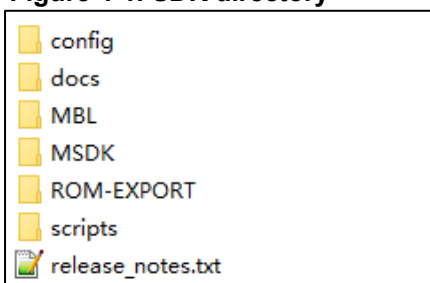 Figure SDK directory
config
docs
MBL
MSDK
ROM-EXPORT
scripts
release_notes.txt